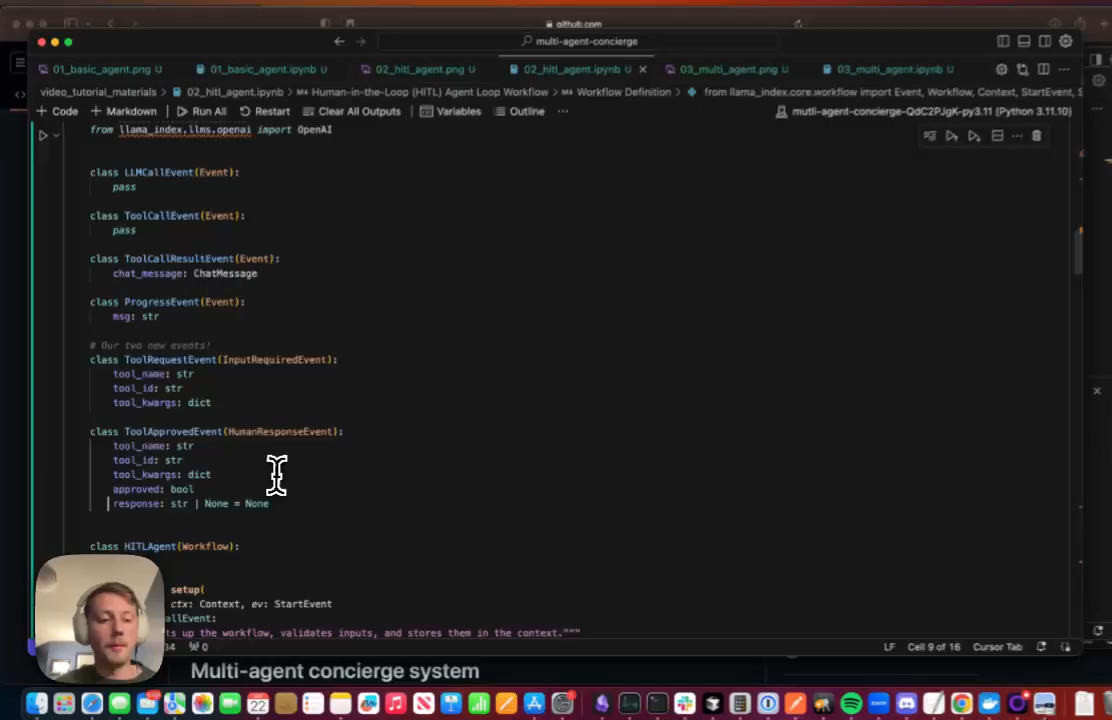 github.com
multi-agent-concierge
01_basic_agent.png U
01_basic_agent.ipynb U
02_hitl_agent.png U
02_hitl_agent.ipynb U
03_multi_agent.png U
03_multi_agent.ipynb U
video_tutorial_materials > 02_hitl_agent.ipynb > Human-in-the-Loop (HITL) Agent Loop Workflow > Workflow Definition > from llama_index.core.workflow import Event, Workflow, Context, StartEvent, S
+ Code + Markdown Run All Restart Clear All Outputs Variables Outline ... mutli-agent-concierge-QdC2PJgK-py3.11 (Python 3.11.10)
from llama_index.llms.openai import OpenAI
class LLMCallEvent(Event):
pass
class ToolCallEvent(Event):
pass
class ToolCallResultEvent(Event):
chat_message: ChatMessage
class ProgressEvent(Event):
msg: str
# Our two new events!
class ToolRequestEvent(InputRequiredEvent):
tool_name: str
tool_id: str
tool_kwargs: dict
class ToolApprovedEvent(HumanResponseEvent):
tool_name: str
tool_id: str
tool_kwargs: dict
approved: bool
response: str | None = None
class HITLAgent(Workflow):
setup(
ctx: Context, ev: StartEvent
allEvent:
ts up the workflow, validates inputs, and stores them in the context."""
34 0 LF Cell 9 of 16 Cursor Tab
Multi-agent concierge system
22